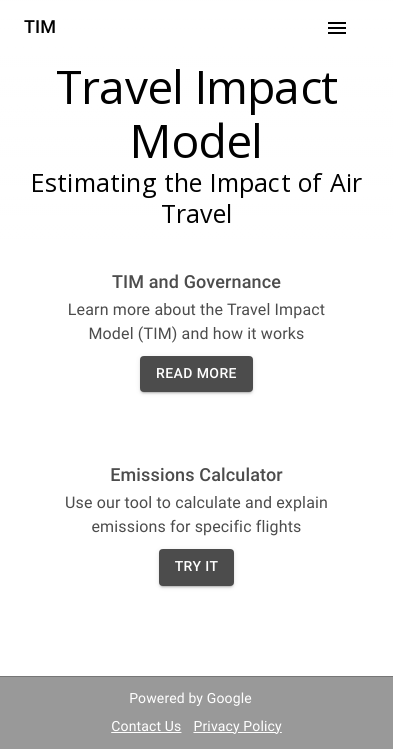 TIM
Travel Impact
Model
Estimating the Impact of Air
Travel
TIM and Governance
Learn more about the Travel Impact
Model (TIM) and how it works
READ MORE
Emissions Calculator
Use our tool to calculate and explain
emissions for specific flights
TRY IT
Powered by Google
Contact Us Privacy Policy